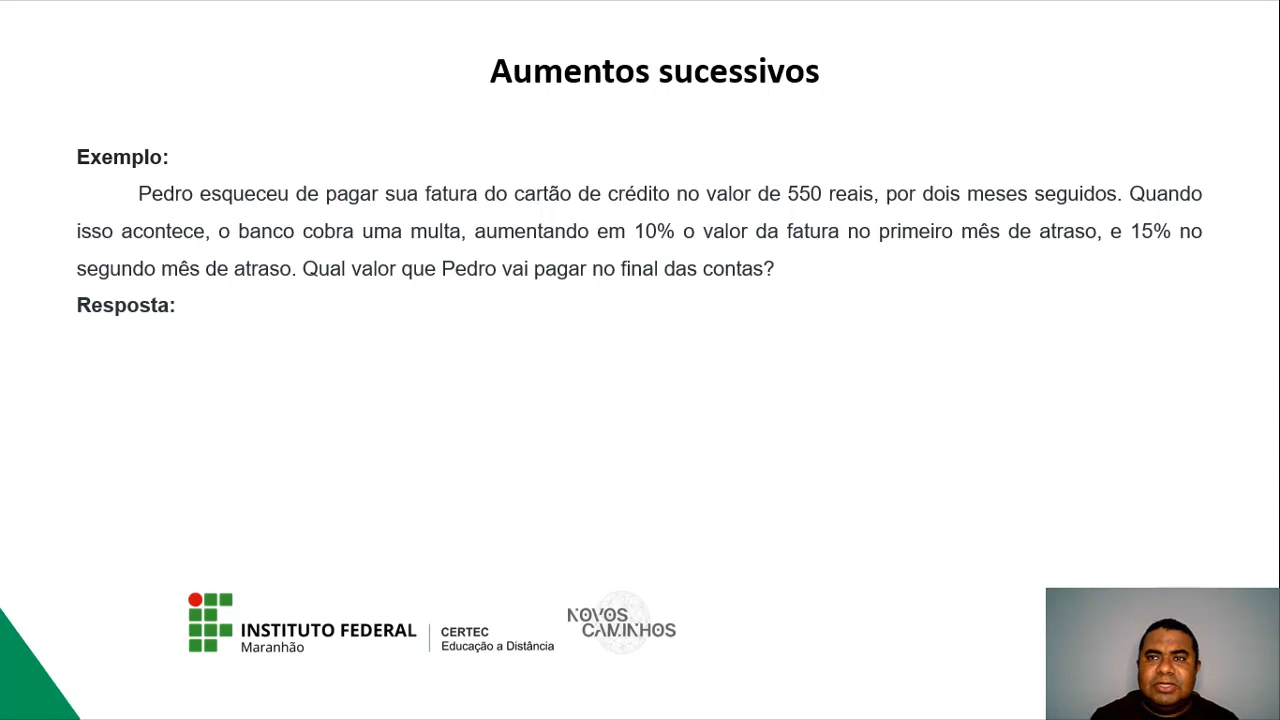 Aumentos sucessivos
Exemplo:
Pedro esqueceu de pagar sua fatura do cartão de crédito no valor de 550 reais, por dois meses seguidos. Quando
isso acontece, o banco cobra uma multa, aumentando em 10% o valor da fatura no primeiro mês de atraso, e 15% no
segundo mês de atraso. Qual valor que Pedro vai pagar no final das contas?
Resposta:
INSTITUTO FEDERAL
Maranhão
CERTEC
Educação a Distância
NOVOS
CAMINHOS